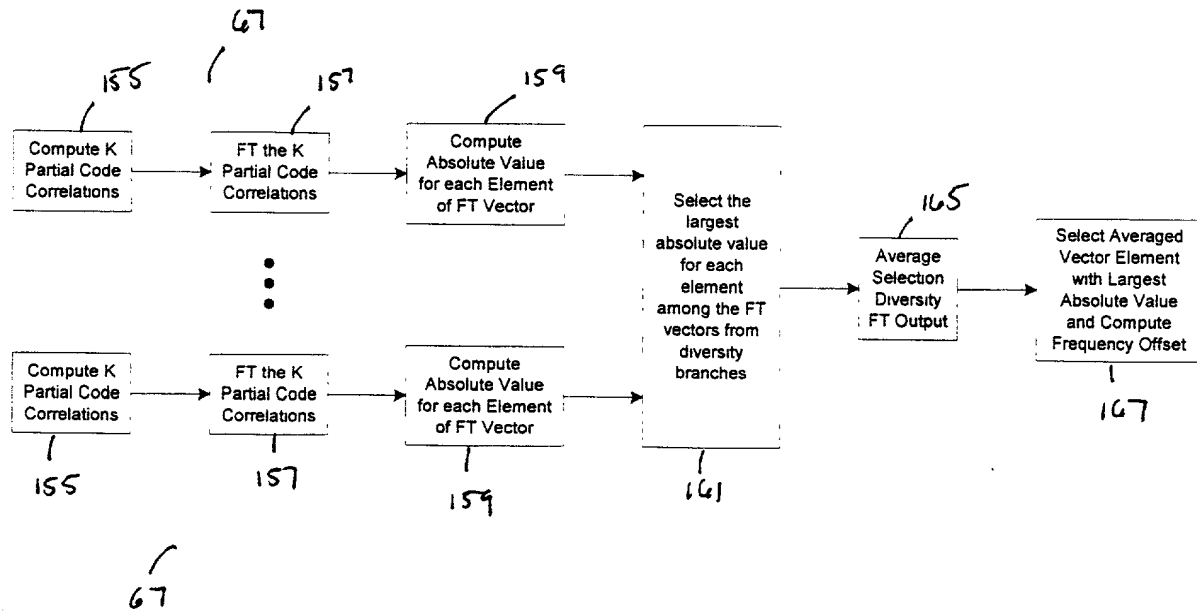 67
155
157
159
Compute K
Partial Code
Correlations
FT the K
Partial Code
Correlations
Compute
Absolute Value
for each Element
of FT Vector
Select the
largest
absolute value
for each
element
among the FT
vectors from
diversity
branches
165
Average
Selection
Diversity
FT Output
Select Averaged
Vector Element
with Largest
Absolute Value
and Compute
Frequency Offset
Compute K
Partial Code
Correlations
FT the K
Partial Code
Correlations
Compute
Absolute Value
for each Element
of FT Vector
155
157
159
161
167
67